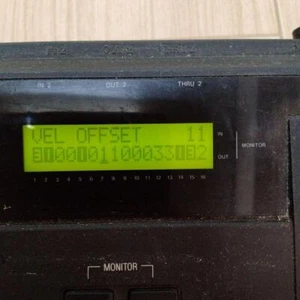 IN 2 OUT 2 THRU 2
VEL OFFSET 11
IN
MONITOR
OUT
1 2 3 4 5 6 7 8 9 10 11 12 13 14 15 16
MONITOR